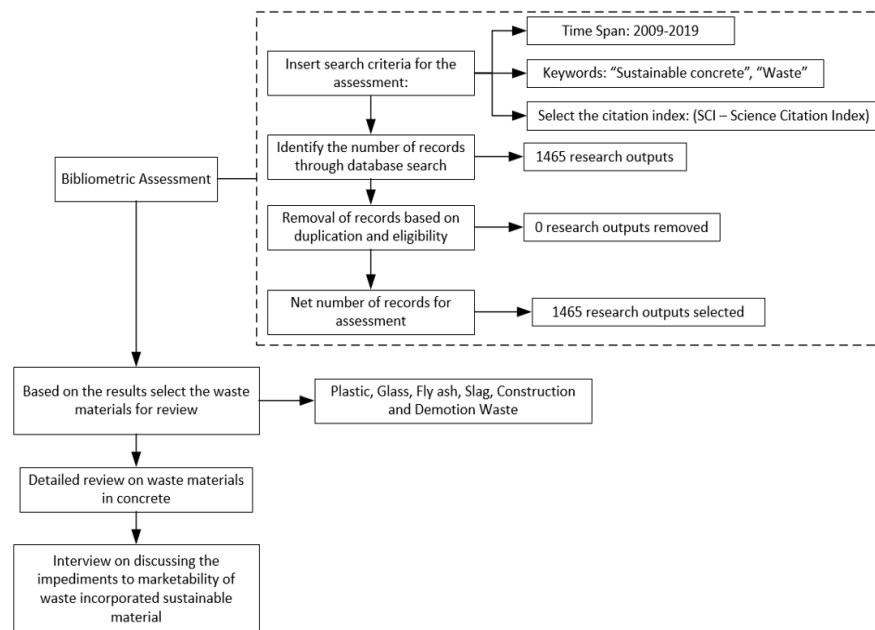 Time Span: 2009-2019
Insert search criteria for the
assessment:
Keywords: “Sustainable concrete”, “Waste”
Select the citation index: (SCI – Science Citation Index)
Identify the number of records
through database search
1465 research outputs
Bibliometric Assessment
Removal of records based on
duplication and eligibility
0 research outputs removed
Net number of records for
assessment
1465 research outputs selected
Based on the results select the waste
materials for review
Plastic, Glass, Fly ash, Slag, Construction
and Demotion Waste
Detailed review on waste materials
in concrete
Interview on discussing the
impediments to marketability of
waste incorporated sustainable
material